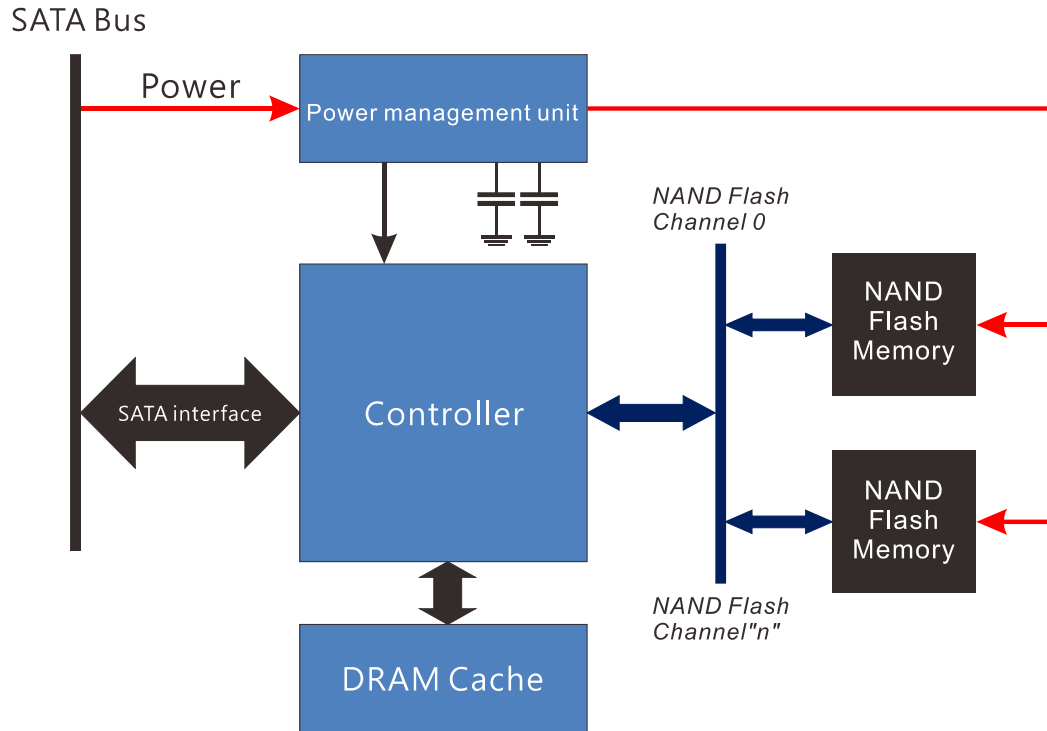 SATA Bus
Power
Power management unit
NAND Flash
Channel 0
NAND
Flash
Memory
SATA interface
Controller
NAND
Flash
Memory
NAND Flash
Channel"n"
DRAM Cache